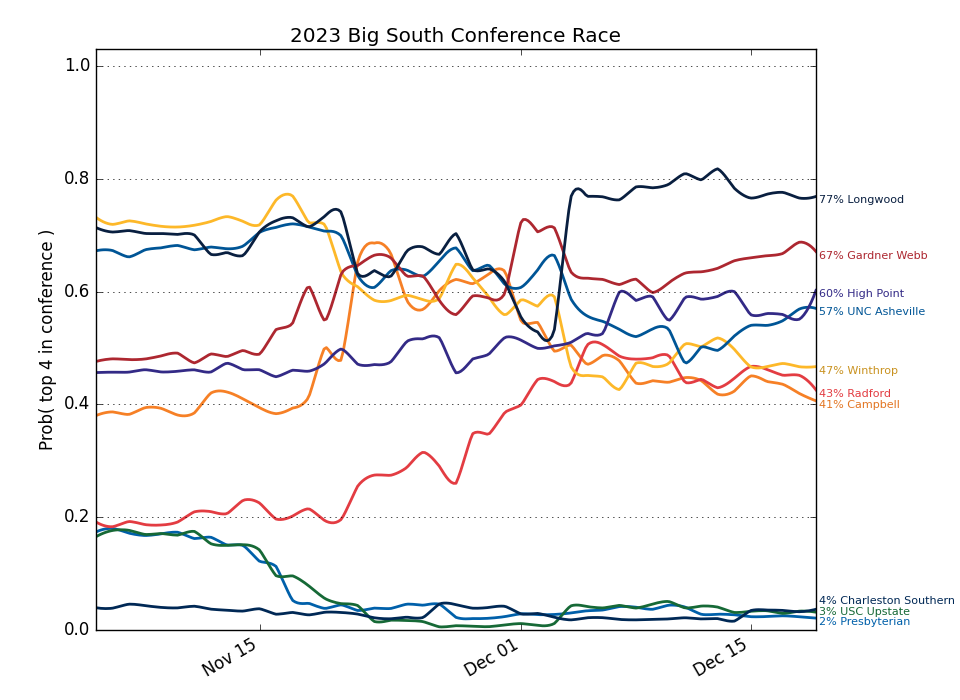 2023 Big South Conference Race
Prob( top 4 in conference )
1.0
0.8
0.6
0.4
0.2
0.0
Nov 15
Dec 01
Dec 15
77% Longwood
67% Gardner Webb
60% High Point
57% UNC Asheville
47% Winthrop
43% Radford
41% Campbell
4% Charleston Southern
3% USC Upstate
2% Presbyterian